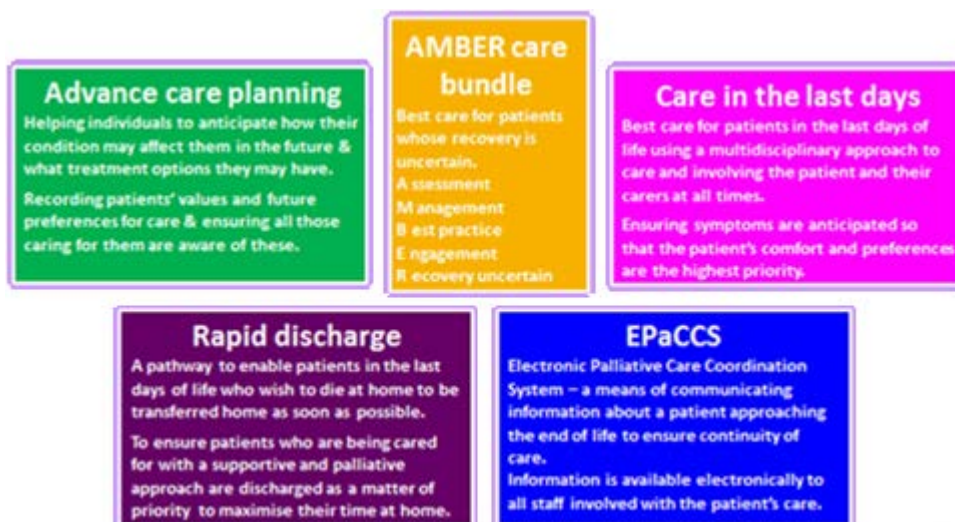 Advance care planning
Helping individuals to anticipate how their
condition may affect them in the future &
what treatment options they may have.
Recording patients' values and future
preferences for care & ensuring all those
caring for them are aware of these.
AMBER care
bundle
Best care for patients
whose recovery is
uncertain.
A ssessment
M anagement
B est practice
E ngagement
R ecovery uncertain
Care in the last days
Best care for patients in the last days of
life using a multidisciplinary approach to
care and involving the patient and their
carers at all times.
Ensuring symptoms are anticipated so
that the patient's comfort and preferences
are the highest priority.
Rapid discharge
A pathway to enable patients in the last
days of life who wish to die at home to be
transferred home as soon as possible.
To ensure patients who are being cared
for with a supportive and palliative
approach are discharged as a matter of
priority to maximise their time at home.
EPaCCS
Electronic Palliative Care Coordination
System – a means of communicating
information about a patient approaching
the end of life to ensure continuity of
care.
Information is available electronically to
all staff involved with the patient's care.